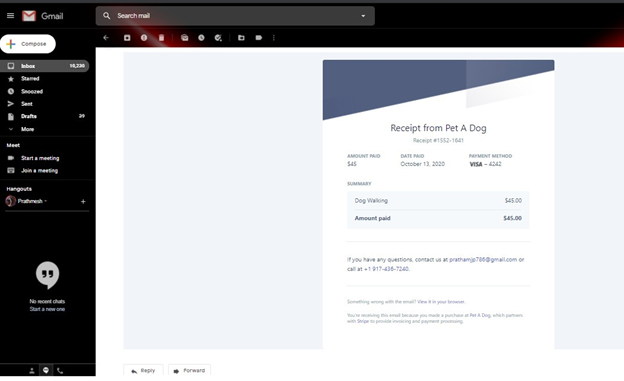 Gmail
Search mail
Compose
Inbox 10,230
Starred
Snoozed
Sent
Drafts 39
More
Meet
Start a meeting
Join a meeting
Hangouts
Prathmesh
No recent chats
Start a new one
Receipt from Pet A Dog
Receipt #1552-1641
AMOUNT PAID DATE PAID PAYMENT METHOD
$45 October 13, 2020 VISA – 4242
SUMMARY
Dog Walking $45.00
Amount paid $45.00
If you have any questions, contact us at prathamjp786@gmail.com or
call at +1 917-436-7240.
Something wrong with the email? View it in your browser.
You're receiving this email because you made a purchase at Pet A Dog, which partners
with Stripe to provide invoicing and payment processing.
Reply Forward